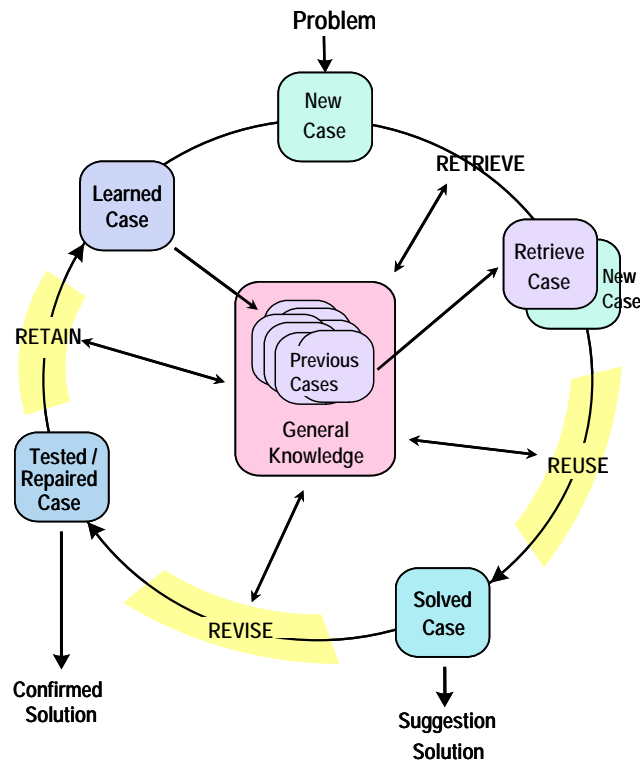 Problem
New
Case
RETRIEVE
Learned
Case
Retrieve
Case
New
Case
Previous
Cases
General
Knowledge
RETAIN
REUSE
Tested /
Repaired
Case
Solved
Case
REVISE
Confirmed
Solution
Suggestion
Solution